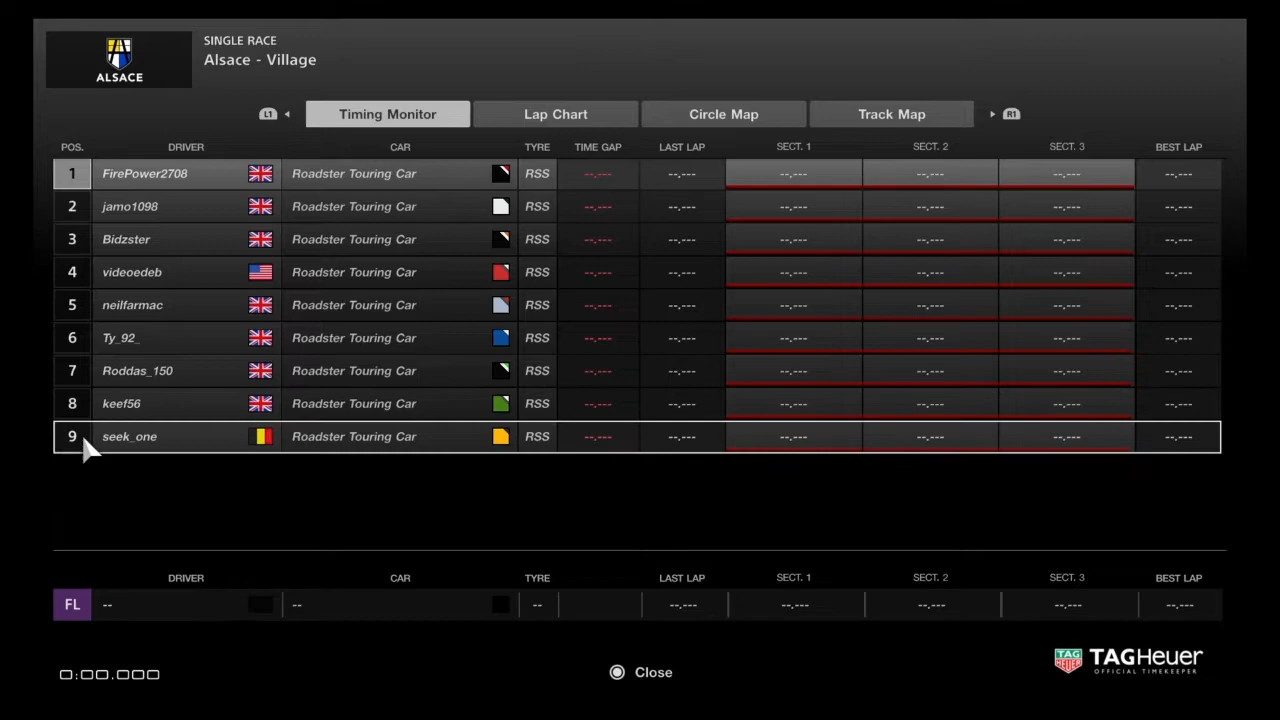 ALSACE
SINGLE RACE
Alsace - Village
L1 Timing Monitor Lap Chart Circle Map Track Map R1
POS. DRIVER CAR TYRE TIME GAP LAST LAP SECT. 1 SECT. 2 SECT. 3 BEST LAP
1 FirePower2708 Roadster Touring Car RSS --,--- --,--- --,--- --,--- --,--- --,---
2 jamo1098 Roadster Touring Car RSS --,--- --,--- --,--- --,--- --,--- --,---
3 Bidzster Roadster Touring Car RSS --,--- --,--- --,--- --,--- --,--- --,---
4 videoedeb Roadster Touring Car RSS --,--- --,--- --,--- --,--- --,--- --,---
5 neilfarmac Roadster Touring Car RSS --,--- --,--- --,--- --,--- --,--- --,---
6 Ty_92_ Roadster Touring Car RSS --,--- --,--- --,--- --,--- --,--- --,---
7 Roddas_150 Roadster Touring Car RSS --,--- --,--- --,--- --,--- --,--- --,---
8 keef56 Roadster Touring Car RSS --,--- --,--- --,--- --,--- --,--- --,---
9 seek_one Roadster Touring Car RSS --,--- --,--- --,--- --,--- --,--- --,---
DRIVER CAR TYRE LAST LAP SECT. 1 SECT. 2 SECT. 3 BEST LAP
FL -- -- -- --,--- --,--- --,--- --,--- --,---
0:00.000
Close
TAG HEUER TAGHeuer
OFFICIAL TIMEKEEPER